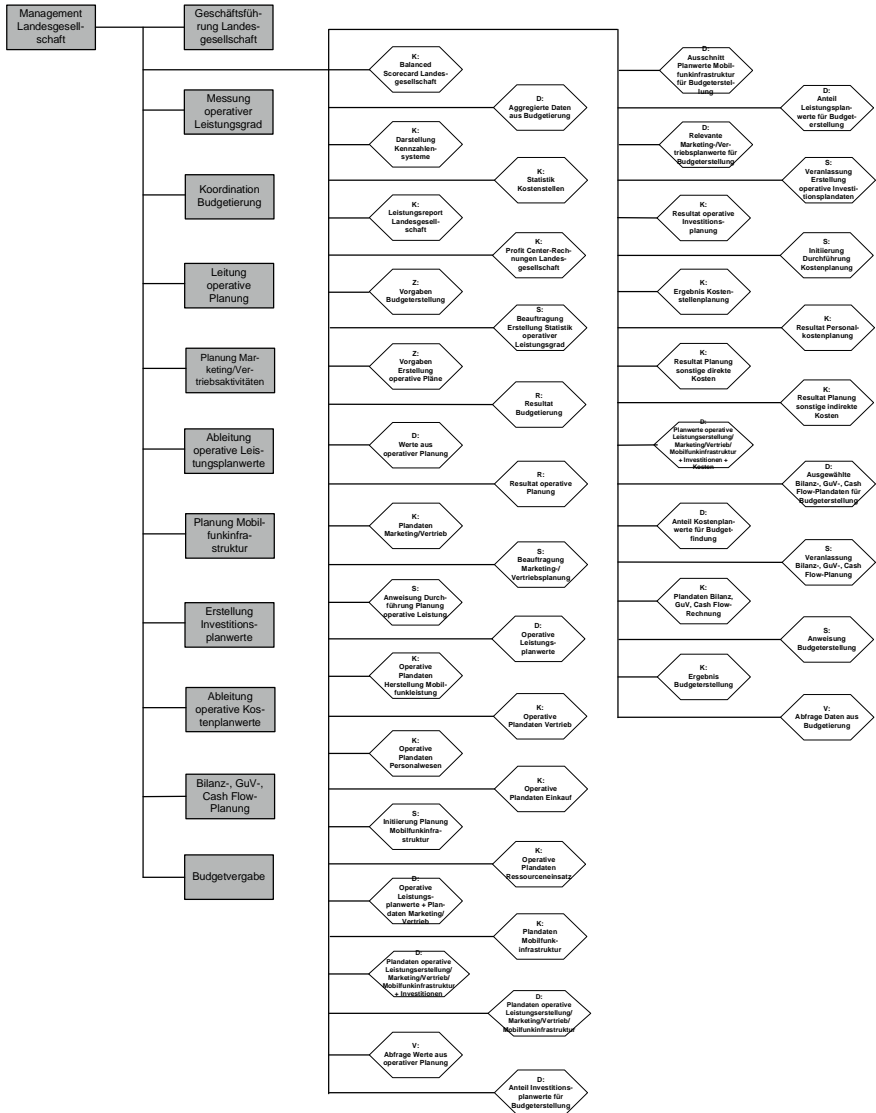 Management
Landesgesell-
schaft
Geschäftsfüh-
rung Landes-
gesellschaft
Messung
operativer
Leistungsgrad
Koordination
Budgetierung
Leitung
operative
Planung
Planung Mar-
keting/Ver-
triebsaktivitäten
Ableitung
operative Leis-
tungsplanwerte
Planung Mobil-
funkinfra-
struktur
Erstellung
Investitions-
planwerte
Ableitung
operative Kos-
tenplanwerte
Bilanz-, GuV-,
Cash Flow-
Planung
Budgetvergabe
K:
Balanced
Scorecard Landes-
gesellschaft
D:
Aggregierte Daten
aus Budgetierung
K:
Darstellung
Kennzahlen-
systeme
K:
Statistik
Kostenstellen
K:
Leistungsreport
Landesgesell-
schaft
K:
Profit Center-Rech-
nungen Landes-
gesellschaft
Z:
Vorgaben
Budgeterstellung
S:
Beauftragung
Erstellung Statistik
operativer
Leistungsgrad
Z:
Vorgaben
Erstellung
operative Pläne
R:
Resultat
Budgetierung
D:
Werte aus
operativer Planung
R:
Resultat operative
Planung
K:
Plandaten
Marketing/Vertrieb
S:
Beauftragung
Marketing-/
Vertriebsplanung
S:
Anweisung Durch-
führung Planung
operative Leistung
D:
Operative
Leistungs-
planwerte
K:
Operative
Plandaten
Herstellung Mobil-
funkleistung
K:
Operative
Plandaten Vertrieb
K:
Operative
Plandaten
Personalwesen
K:
Operative
Plandaten Einkauf
S:
Initiierung Planung
Mobilfunkinfra-
struktur
K:
Operative
Plandaten
Ressourceneinsatz
D:
Operative
Leistungs-
planwerte + Plan-
daten Marketing/
Vertrieb
K:
Plandaten
Mobilfunk-
infrastruktur
D:
Plandaten operative
Leistungserstellung/
Marketing/Vertrieb/
Mobilfunkinfrastruktur
+ Investitionen
D:
Plandaten operative
Leistungserstellung/
Marketing/Vertrieb/
Mobilfunkinfrastruktur
V:
Abfrage Werte aus
operativer Planung
D:
Anteil Investitions-
planwerte für
Budgeterstellung
D:
Ausschnitt
Planwerte Mobil-
funkinfrastruktur
für Budgeterstel-
lung
D:
Anteil
Leistungsplan-
werte für Budget-
erstellung
D:
Relevante
Marketing-/Ver-
triebsplanwerte für
Budgeterstellung
S:
Veranlassung
Erstellung
operative Investi-
tionsplandaten
K:
Resultat operative
Investitions-
planung
S:
Initiierung
Durchführung
Kostenplanung
K:
Ergebnis Kosten-
stellenplanung
K:
Resultat Personal-
kostenplanung
K:
Resultat Planung
sonstige direkte
Kosten
K:
Resultat Planung
sonstige indirekte
Kosten
D:
Planwerte operative
Leistungserstellung/
Marketing/Vertrieb/
Mobilfunkinfrastruktur
+ Investitionen +
Kosten
D:
Ausgewählte
Bilanz-, GuV-, Cash
Flow-Plandaten für
Budgeterstellung
D:
Anteil Kostenplan-
werte für Budget-
findung
S:
Veranlassung
Bilanz-, GuV-, Cash
Flow-Planung
K:
Plandaten Bilanz,
GuV, Cash Flow-
Rechnung
S:
Anweisung
Budgeterstellung
K:
Ergebnis
Budgeterstellung
V:
Abfrage Daten aus
Budgetierung